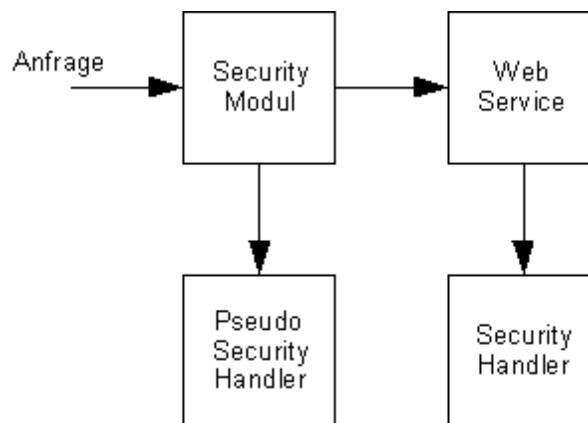 Anfrage
Security
Modul
Web
Service
Pseudo
Security
Handler
Security
Handler